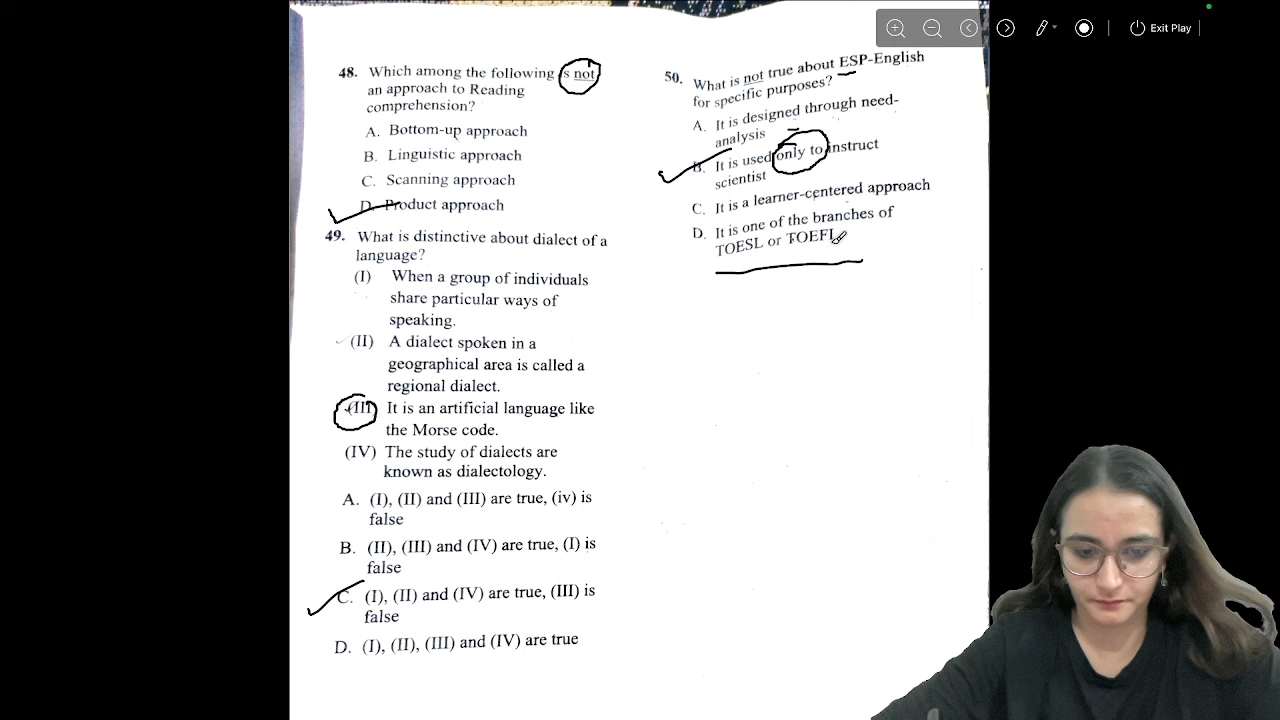 Exit Play
48. Which among the following is not
an approach to Reading
comprehension?
A. Bottom-up approach
B. Linguistic approach
C. Scanning approach
D. Product approach
49. What is distinctive about dialect of a
language?
(I) When a group of individuals
share particular ways of
speaking.
(II) A dialect spoken in a
geographical area is called a
regional dialect.
(III) It is an artificial language like
the Morse code.
(IV) The study of dialects are
known as dialectology.
A. (I), (II) and (III) are true, (iv) is
false
B. (II), (III) and (IV) are true, (I) is
false
C. (I), (II) and (IV) are true, (III) is
false
D. (I), (II), (III) and (IV) are true
50. What is not true about ESP-English
for specific purposes?
A. It is designed through need-
analysis
B. It is used only to instruct
scientist
C. It is a learner-centered approach
D. It is one of the branches of
TOESL or TOEFL